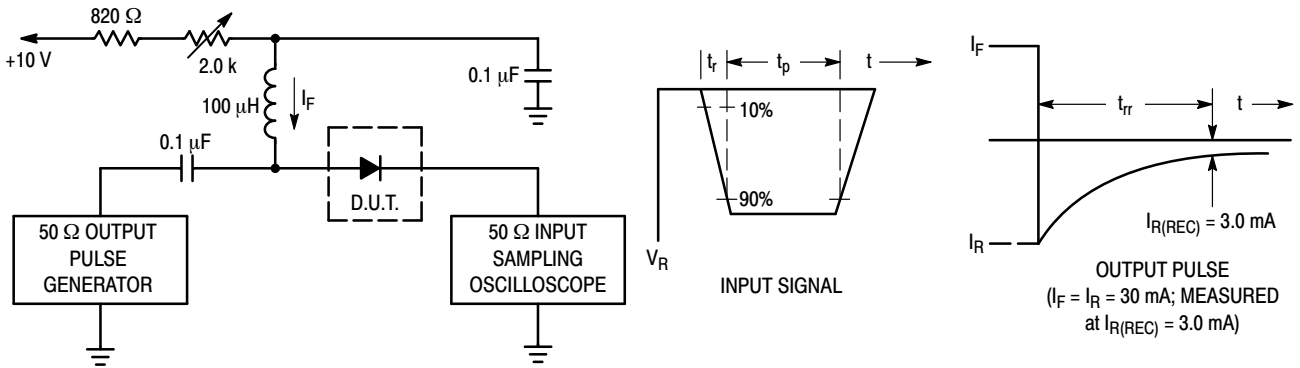 820 Ω
+10 V
2.0 k
0.1 μF
100 μH
I_F
0.1 μF
D.U.T.
50 Ω OUTPUT
PULSE
GENERATOR
50 Ω INPUT
SAMPLING
OSCILLOSCOPE
t_r
t_p
t
10%
90%
V_R
INPUT SIGNAL
I_F
t_rr
t
I_R
I_R(REC) = 3.0 mA
OUTPUT PULSE
(I_F = I_R = 30 mA; MEASURED
at I_R(REC) = 3.0 mA)